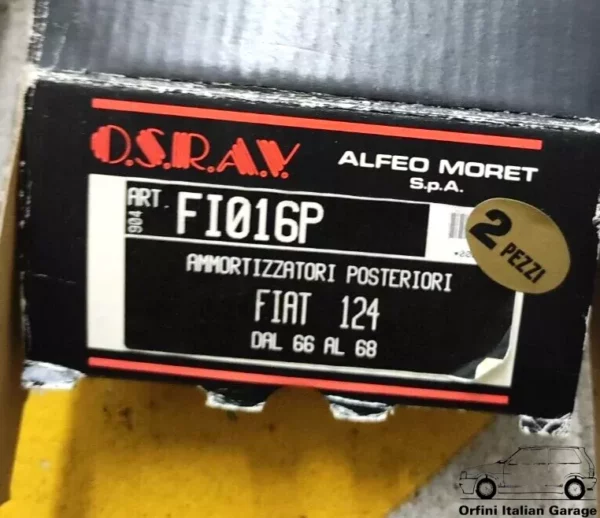 O.S.R.A.V.
ALFEO MORET
S.p.A.
ART
904
FI016P
2 PEZZI
AMMORTIZZATORI POSTERIORI
FIAT 124
DAL 66 AL 68
Orfini Italian Garage